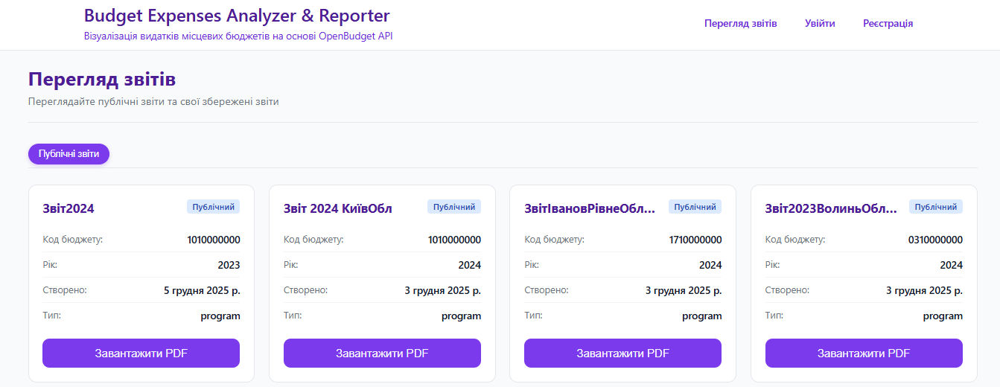 Budget Expenses Analyzer & Reporter
Візуалізація видатків місцевих бюджетів на основі OpenBudget API
Перегляд звітів Увійти Реєстрація
Перегляд звітів
Переглядайте публічні звіти та свої збережені звіти
Публічні звіти
Звіт2024 Публічний
Код бюджету: 1010000000
Рік: 2023
Створено: 5 грудня 2025 р.
Тип: program
Завантажити PDF
Звіт 2024 КиївОбл Публічний
Код бюджету: 1010000000
Рік: 2024
Створено: 3 грудня 2025 р.
Тип: program
Завантажити PDF
ЗвітІвановРівнеОбл... Публічний
Код бюджету: 1710000000
Рік: 2024
Створено: 3 грудня 2025 р.
Тип: program
Завантажити PDF
Звіт2023ВолиньОбл... Публічний
Код бюджету: 0310000000
Рік: 2024
Створено: 3 грудня 2025 р.
Тип: program
Завантажити PDF